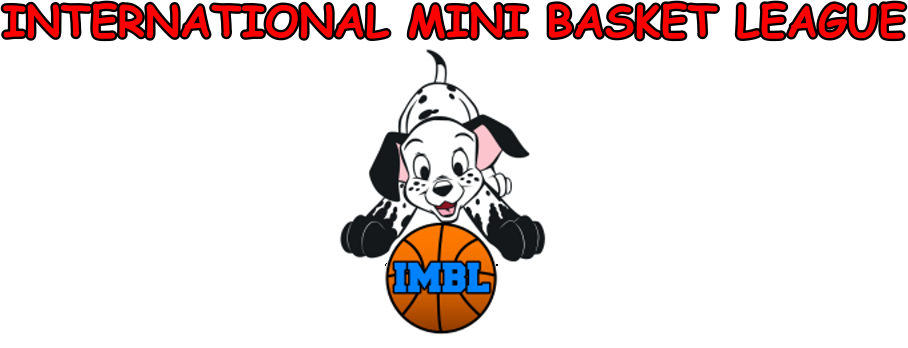 INTERNATIONAL MINI BASKET LEAGUE
IMBL